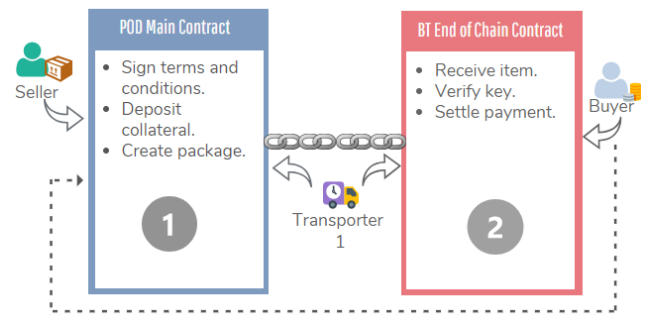 POD Main Contract
BT End of Chain Contract
Seller
• Sign terms and
conditions.
• Deposit
collateral.
• Create package.
1
Transporter
1
• Receive item.
• Verify key.
• Settle payment.
2
Buyer